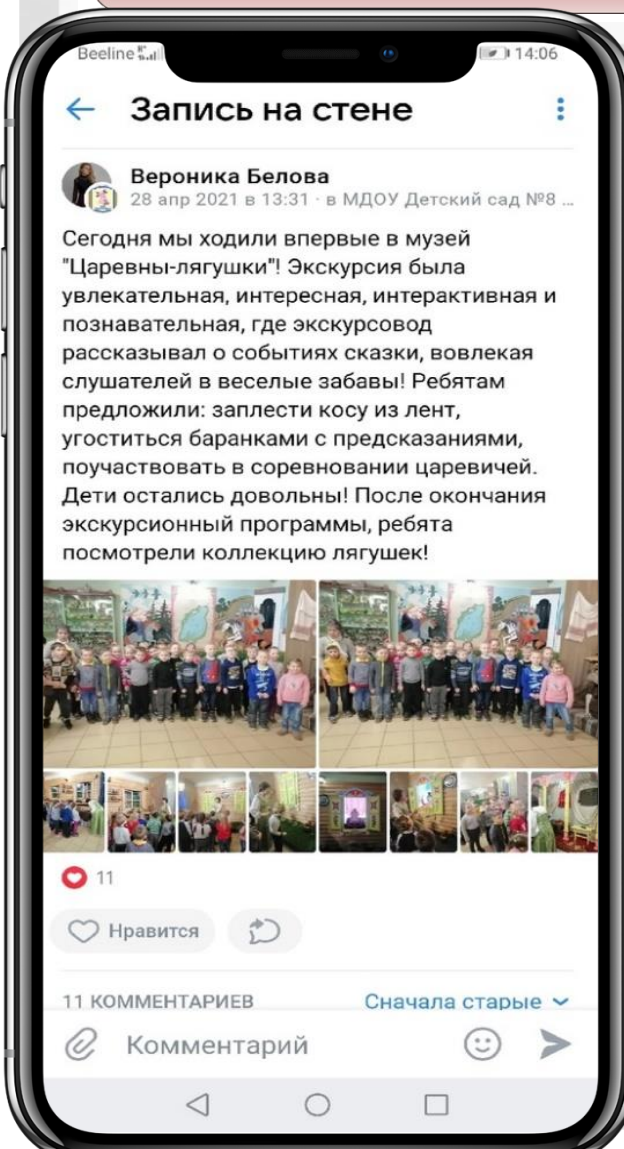 Beeline
14:06
Запись на стене
Вероника Белова
28 апр 2021 в 13:31 · в МДОУ Детский сад №8 ...
Сегодня мы ходили впервые в музей
"Царевны-лягушки"! Экскурсия была
увлекательная, интересная, интерактивная и
познавательная, где экскурсовод
рассказывал о событиях сказки, вовлекая
слушателей в веселые забавы! Ребятам
предложили: заплести косу из лент,
угоститься баранками с предсказаниями,
поучаствовать в соревновании царевичей.
Дети остались довольны! После окончания
экскурсионный программы, ребята
посмотрели коллекцию лягушек!
11
Нравится
11 КОММЕНТАРИЕВ
Сначала старые
Комментарий